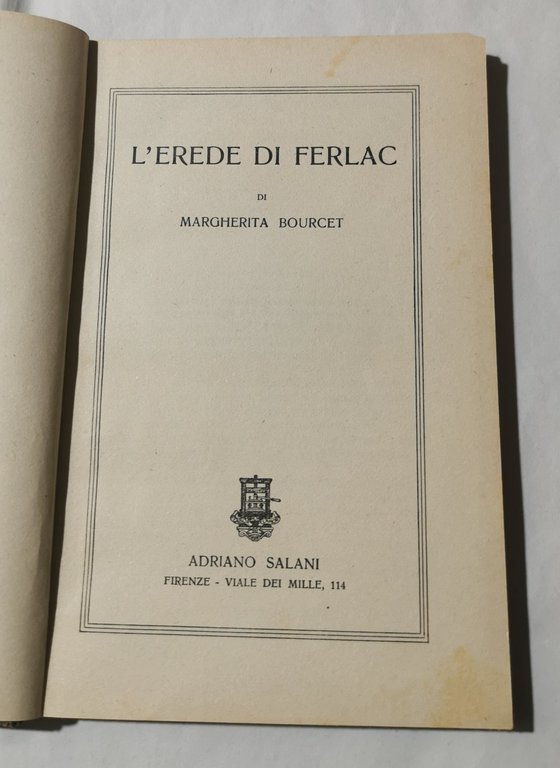 L'EREDE DI FERLAC
DI
MARGHERITA BOURCET
ADRIANO SALANI
FIRENZE - VIALE DEI MILLE, 114